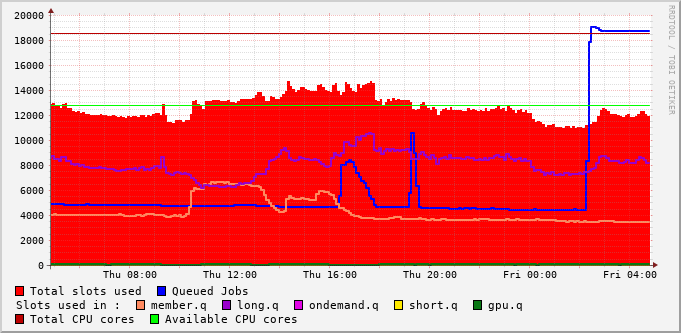 20000
18000
16000
14000
12000
10000
8000
6000
4000
2000
0
Thu 08:00 Thu 12:00 Thu 16:00 Thu 20:00 Fri 00:00 Fri 04:00
Total slots used Queued Jobs
Slots used in : member.q long.q ondemand.q short.q gpu.q
Total CPU cores Available CPU cores
RRDTOOL / TOBI OETIKER